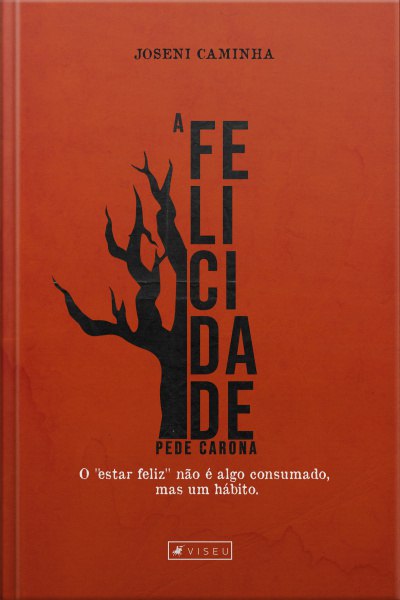 JOSENI CAMINHA
A
FE
LI
CI
DA
DE
PEDE CARONA
O "estar feliz" não é algo consumado,
mas um hábito.
VISEU